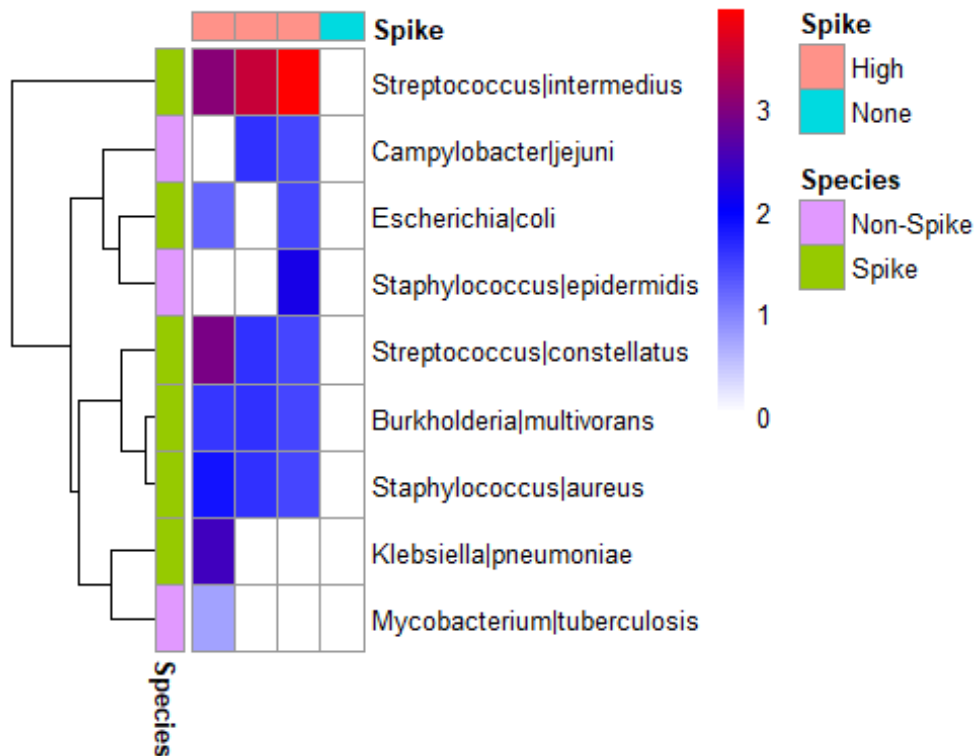 Spike
Streptococcus|intermedius
Campylobacter|jejuni
Escherichia|coli
Staphylococcus|epidermidis
Streptococcus|constellatus
Burkholderia|multivorans
Staphylococcus|aureus
Klebsiella|pneumoniae
Mycobacterium|tuberculosis
Species
3
2
1
0
Spike
High
None
Species
Non-Spike
Spike